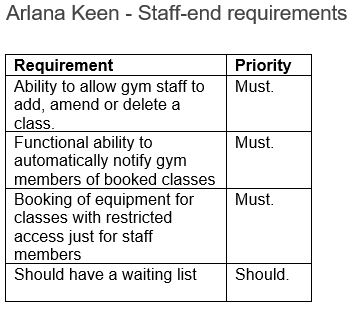 Arlana Keen - Staff-end requirements
Requirement Priority
Ability to allow gym staff to Must.
add, amend or delete a
class.
Functional ability to Must.
automatically notify gym
members of booked classes
Booking of equipment for Must.
classes with restricted
access just for staff
members
Should have a waiting list Should.